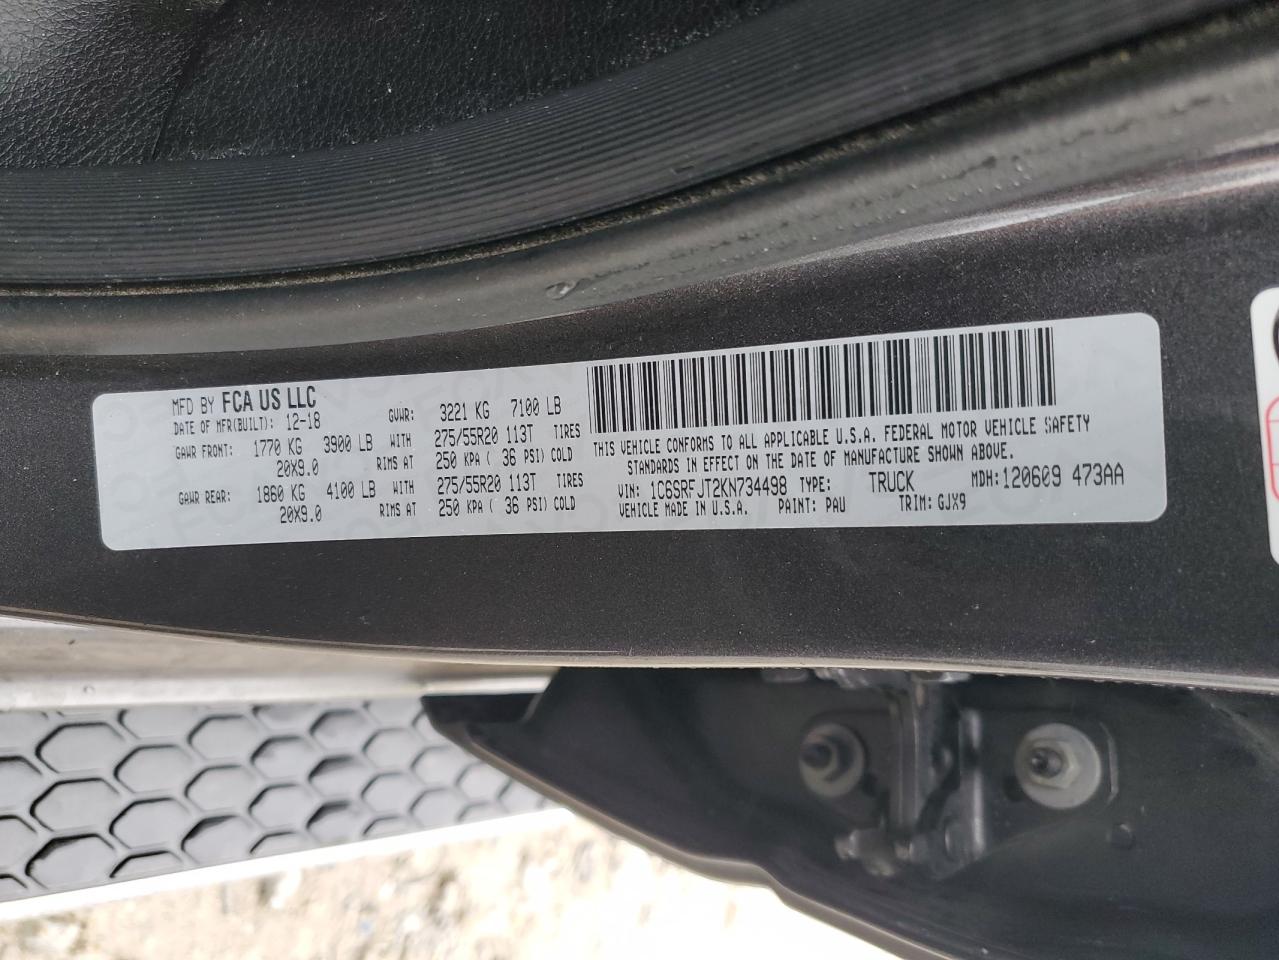 MFD BY FCA US LLC
DATE OF MFR(BUILT): 12-18 GVWR: 3221 KG 7100 LB
GAWR FRONT: 1770 KG 3900 LB WITH 275/55R20 113T TIRES
20X9.0 RIMS AT 250 KPA ( 36 PSI) COLD
GAWR REAR: 1860 KG 4100 LB WITH 275/55R20 113T TIRES
20X9.0 RIMS AT 250 KPA ( 36 PSI) COLD
THIS VEHICLE CONFORMS TO ALL APPLICABLE U.S.A. FEDERAL MOTOR VEHICLE SAFETY
STANDARDS IN EFFECT ON THE DATE OF MANUFACTURE SHOWN ABOVE.
VIN: 1C6SRFJT2KN734498 TYPE: TRUCK MDH: 120609 473AA
VEHICLE MADE IN U.S.A. PAINT: PAU TRIM: GJX9